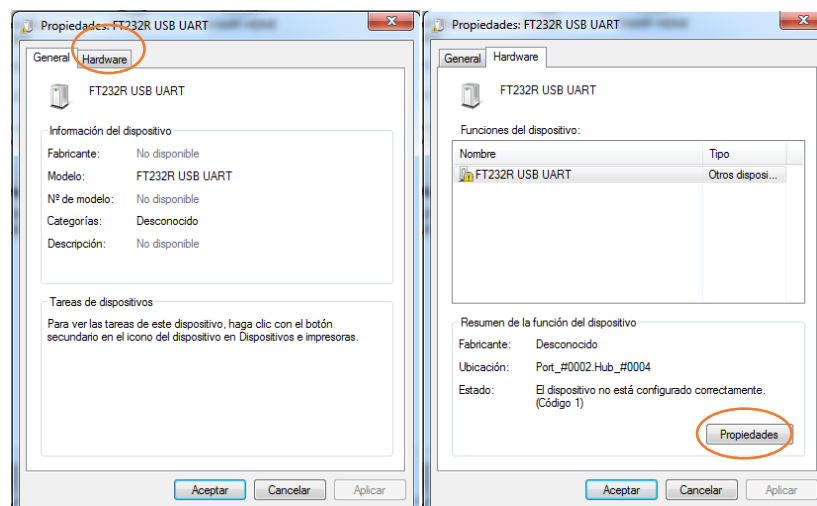 Propiedades: FT232R USB UART
General Hardware
FT232R USB UART
Información del dispositivo
Fabricante: No disponible
Modelo: FT232R USB UART
Nº de modelo: No disponible
Categorías: Desconocido
Descripción: No disponible
Tareas de dispositivos
Para ver las tareas de este dispositivo, haga clic con el botón
secundario en el icono del dispositivo en Dispositivos e impresoras.
Aceptar Cancelar Aplicar
Propiedades: FT232R USB UART
General Hardware
FT232R USB UART
Funciones del dispositivo:
Nombre Tipo
FT232R USB UART Otros disposi...
Resumen de la función del dispositivo
Fabricante: Desconocido
Ubicación: Port_#0002.Hub_#0004
Estado: El dispositivo no está configurado correctamente.
(Código 1)
Propiedades
Aceptar Cancelar Aplicar